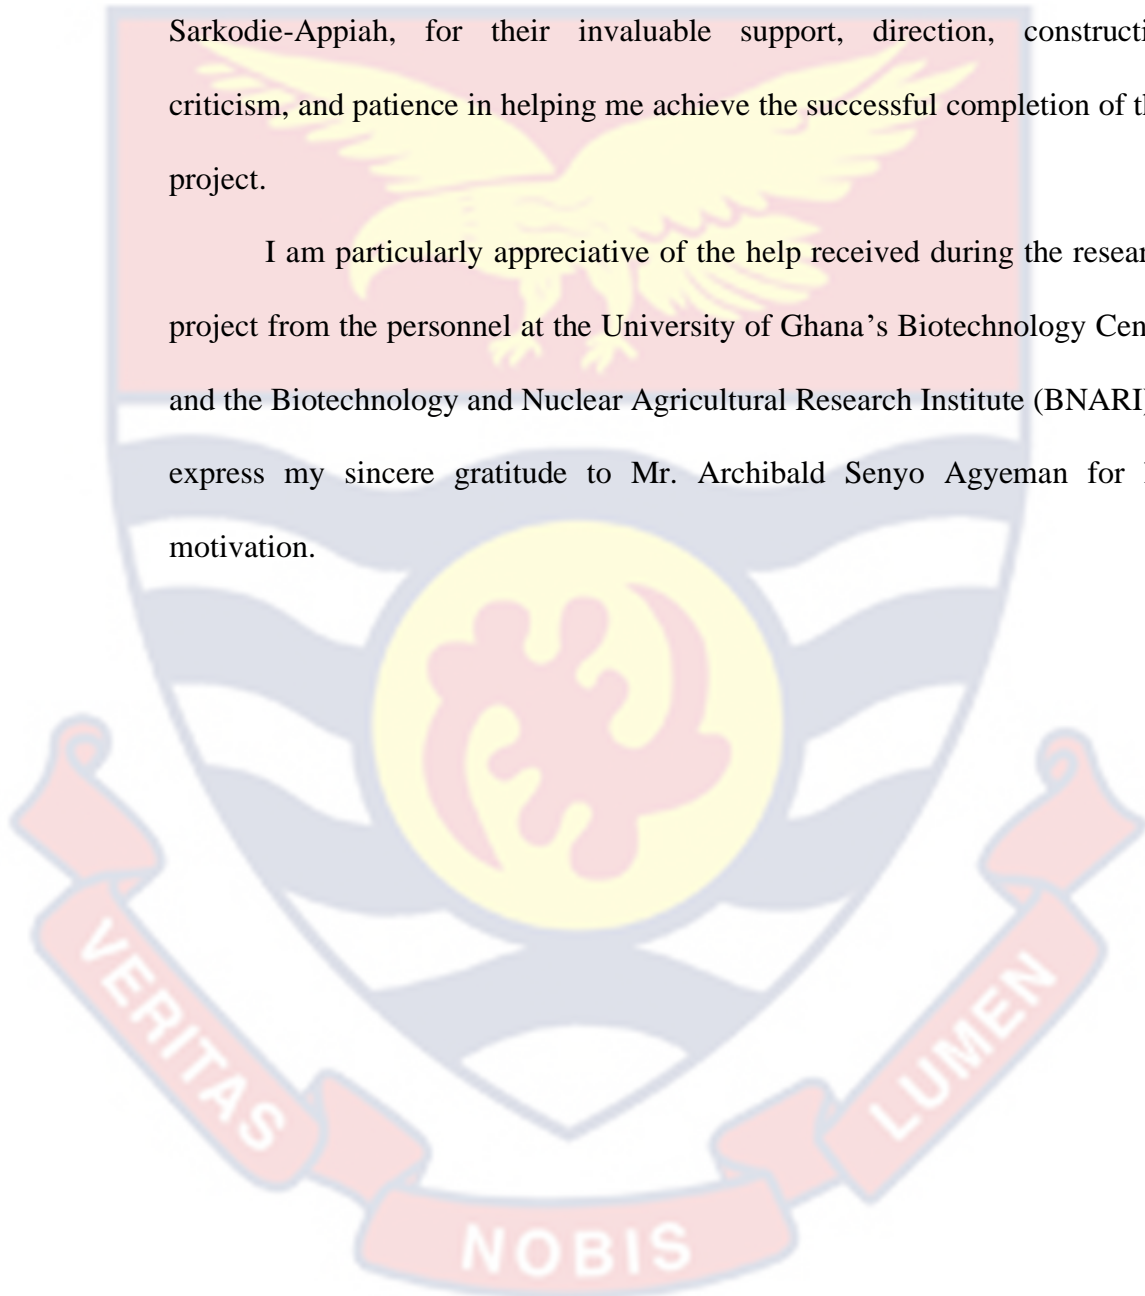 Sarkodie-Appiah, for their invaluable support, direction, constructi
criticism, and patience in helping me achieve the successful completion of th
project.
I am particularly appreciative of the help received during the resear
project from the personnel at the University of Ghana’s Biotechnology Cen
and the Biotechnology and Nuclear Agricultural Research Institute (BNARI)
express my sincere gratitude to Mr. Archibald Senyo Agyeman for
motivation.
VERITAS
NOBIS
LUMEN